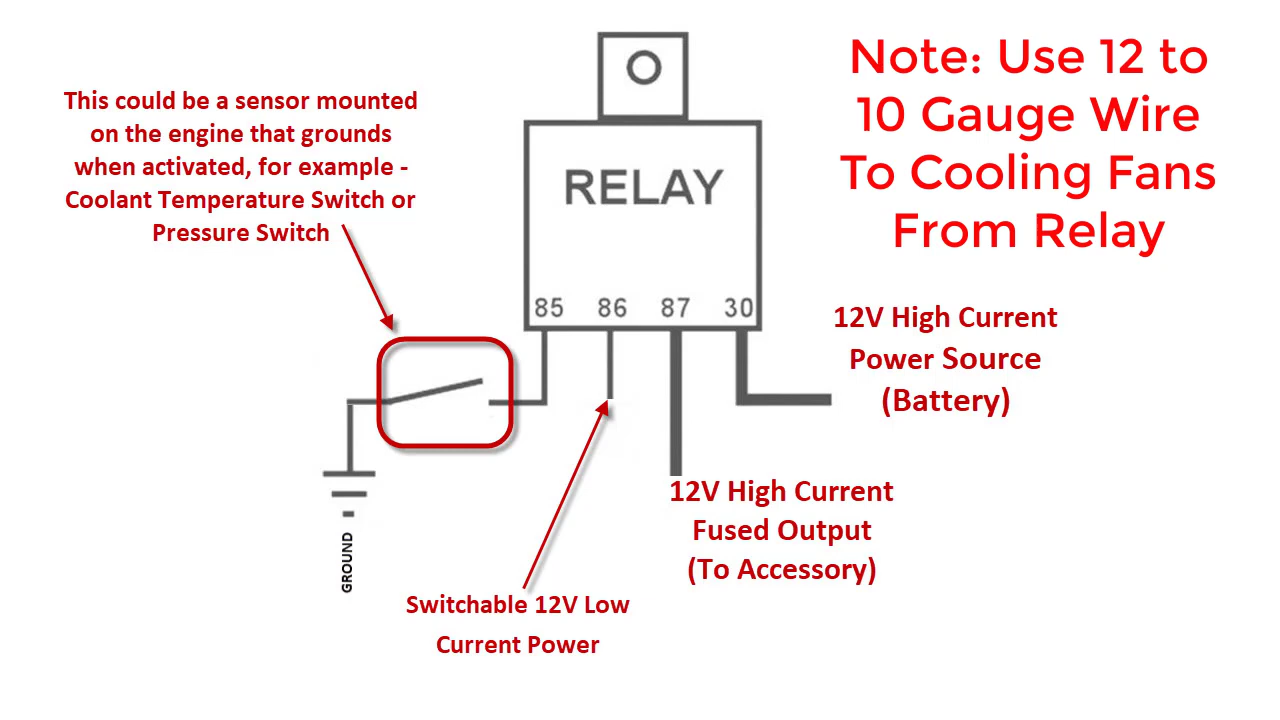 This could be a sensor mounted
on the engine that grounds
when activated, for example -
Coolant Temperature Switch or
Pressure Switch
RELAY
85 86 87 30
Note: Use 12 to
10 Gauge Wire
To Cooling Fans
From Relay
12V High Current
Power Source
(Battery)
12V High Current
Fused Output
(To Accessory)
GROUND
Switchable 12V Low
Current Power